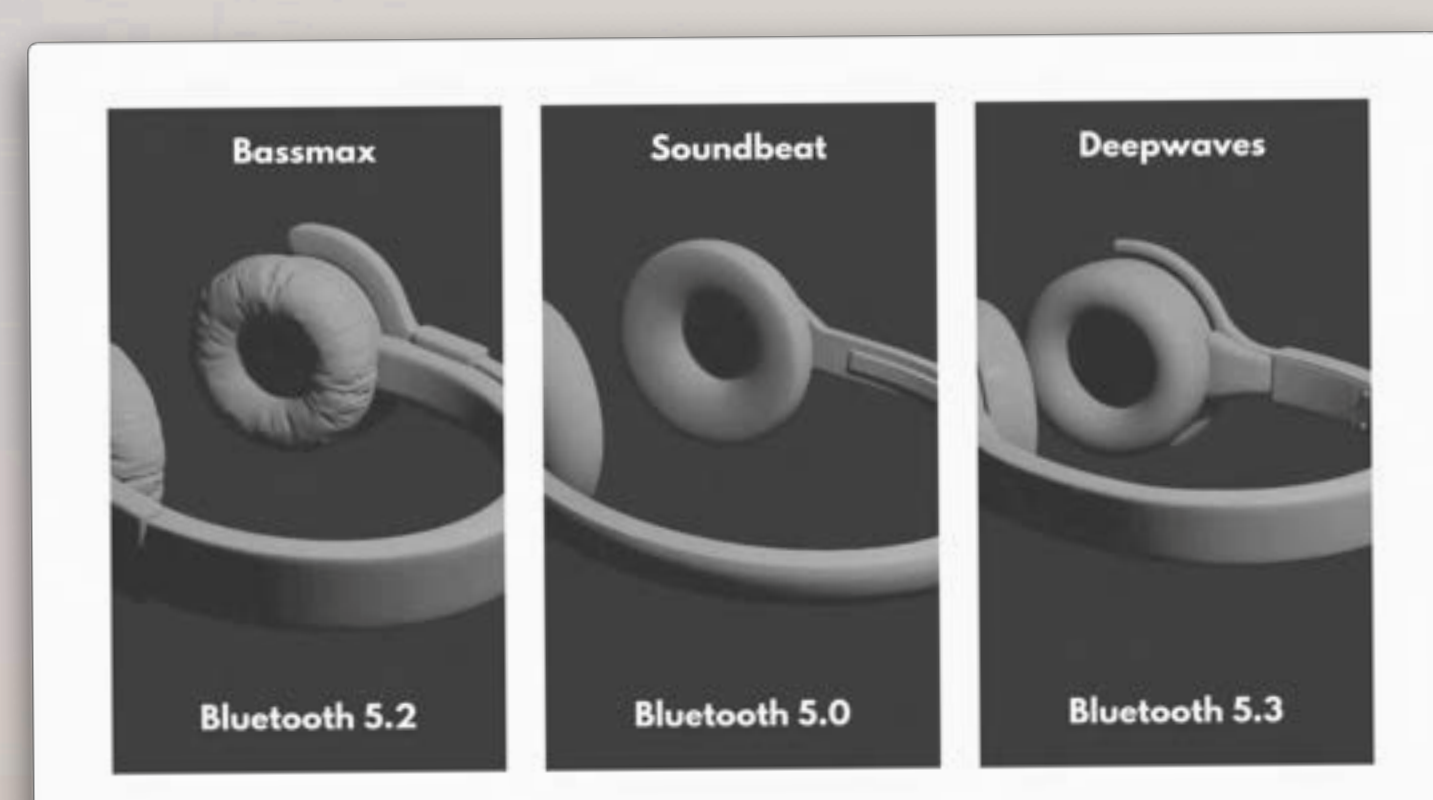 Bassmax
Bluetooth 5.2
Soundbeat
Bluetooth 5.0
Deepwaves
Bluetooth 5.3